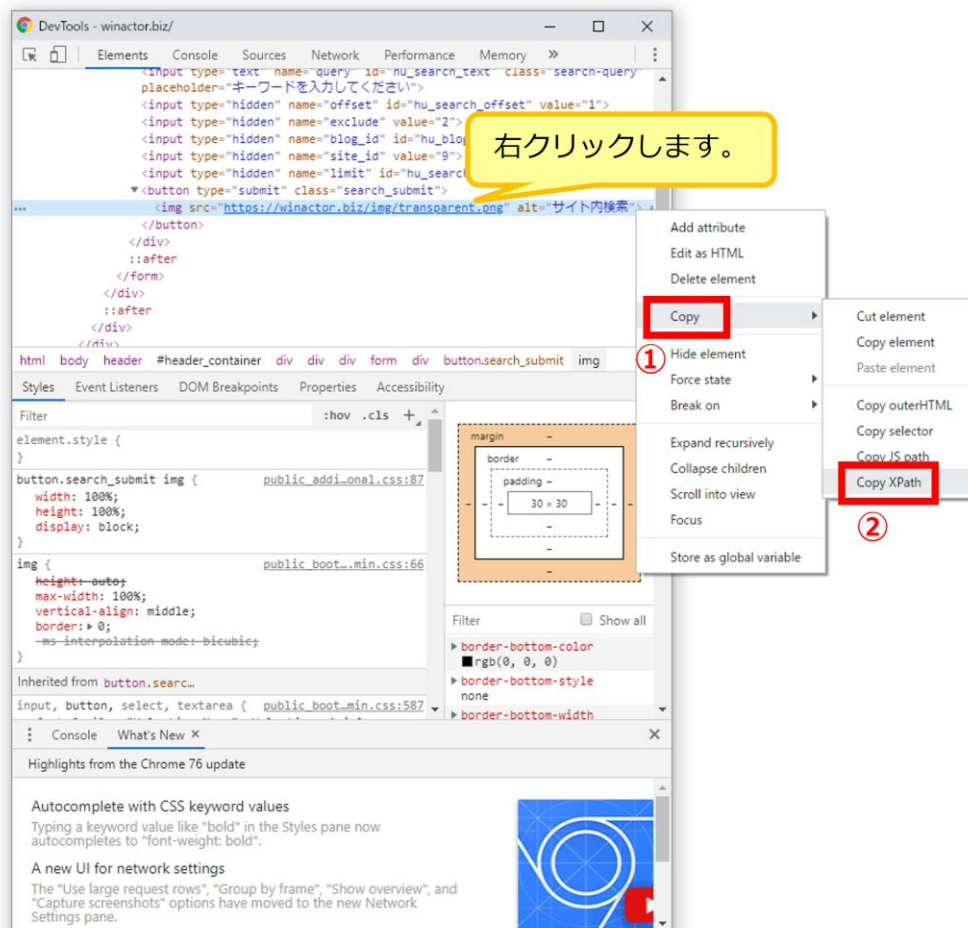 DevTools - winactor.biz/
Elements Console Sources Network Performance Memory »
<input type="text" name="query" id="hu_search_text" class="search-query"
placeholder="キーワードを入力してください">
<input type="hidden" name="offset" id="hu_search_offset" value="1">
<input type="hidden" name="exclude" value="2">
<input type="hidden" name="blog_id" id="hu_blog
<input type="hidden" name="site_id" value="9">
<input type="hidden" name="limit" id="hu_search
▼<button type="submit" class="search_submit">
... <img src="https://winactor.biz/img/transparent.png" alt="サイト内検索">
</button>
</div>
::after
</form>
</div>
::after
</div>
</div>
右クリックします。
Add attribute
Edit as HTML
Delete element
Copy
①
Hide element
Force state
Break on
Expand recursively
Collapse children
Scroll into view
Focus
Store as global variable
Cut element
Copy element
Paste element
Copy outerHTML
Copy selector
Copy JS path
Copy XPath
②
html body header #header_container div div div form div button.search_submit img
Styles Event Listeners DOM Breakpoints Properties Accessibility
Filter :hov .cls +
element.style {
}
button.search_submit img { public_addi…onal.css:87
width: 100%;
height: 100%;
display: block;
}
img { public_boot….min.css:66
height: auto;
max-width: 100%;
vertical-align: middle;
border:▶ 0;
-ms-interpolation-mode: bicubic;
}
Inherited from button.searc…
input, button, select, textarea { public_boot…min.css:587
margin -
border -
padding -
- - - 30 × 30 - - -
-
-
-
Filter Show all
▶border-bottom-color
rgb(0, 0, 0)
▶border-bottom-style
none
▶border-bottom-width
Console What's New ×
Highlights from the Chrome 76 update
Autocomplete with CSS keyword values
Typing a keyword value like "bold" in the Styles pane now
autocompletes to "font-weight: bold".
A new UI for network settings
The "Use large request rows", "Group by frame", "Show overview", and
"Capture screenshots" options have moved to the new Network
Settings pane.